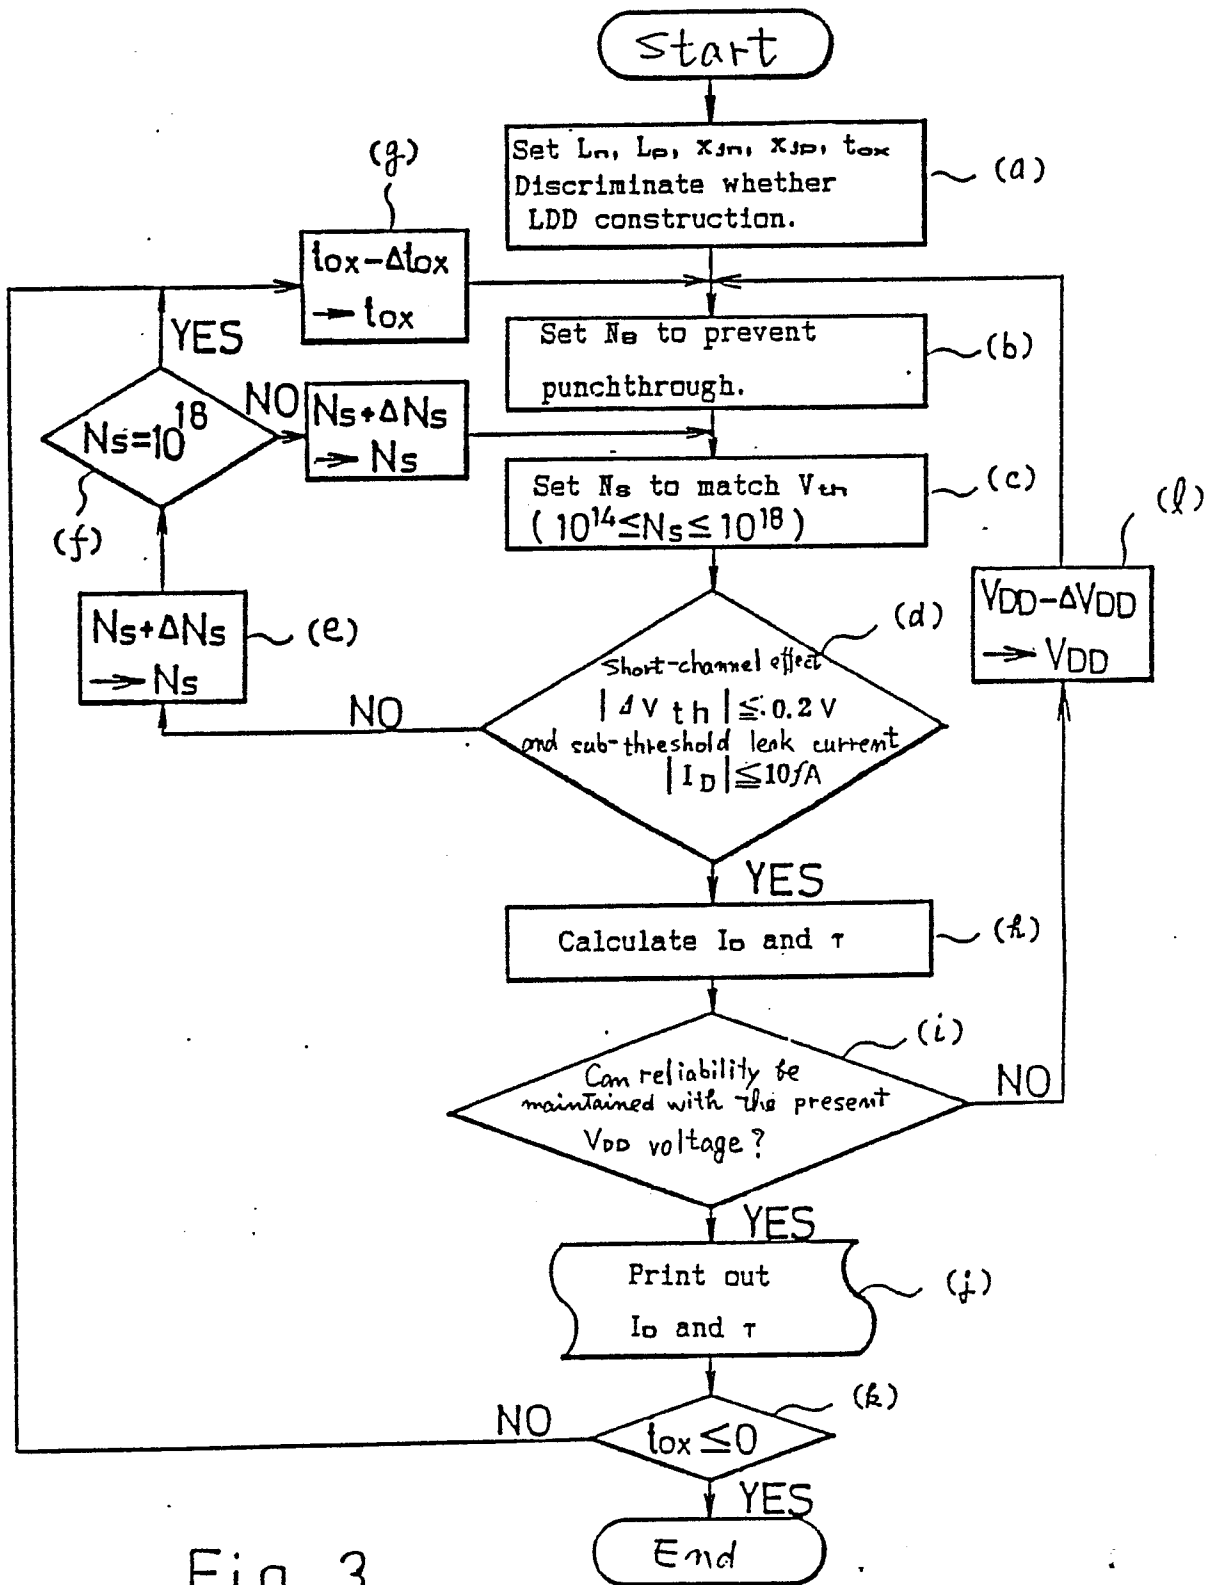 Start
Set Ln, Lp, xjn, xjp, tox
Discriminate whether
LDD construction.
(a)
(g)
tox-Δtox
→ tox
Set NB to prevent
punchthrough.
(b)
YES
Ns=10^18
(f)
NO
Ns+ΔNs
→ Ns
Set Ns to match Vth
(10^14≤Ns≤10^18)
(c)
(l)
VDD-ΔVDD
→ VDD
Ns+ΔNs
→ Ns
(e)
(d)
Short-channel effect
|ΔVth|≦0.2V
and sub-threshold leak current
|ID|≦10fA
NO
YES
Calculate ID and τ
(h)
(i)
Can reliability be
maintained with the present
VDD voltage?
NO
YES
Print out
ID and τ
(j)
(k)
tox≤0
NO
YES
End
Fig. 3